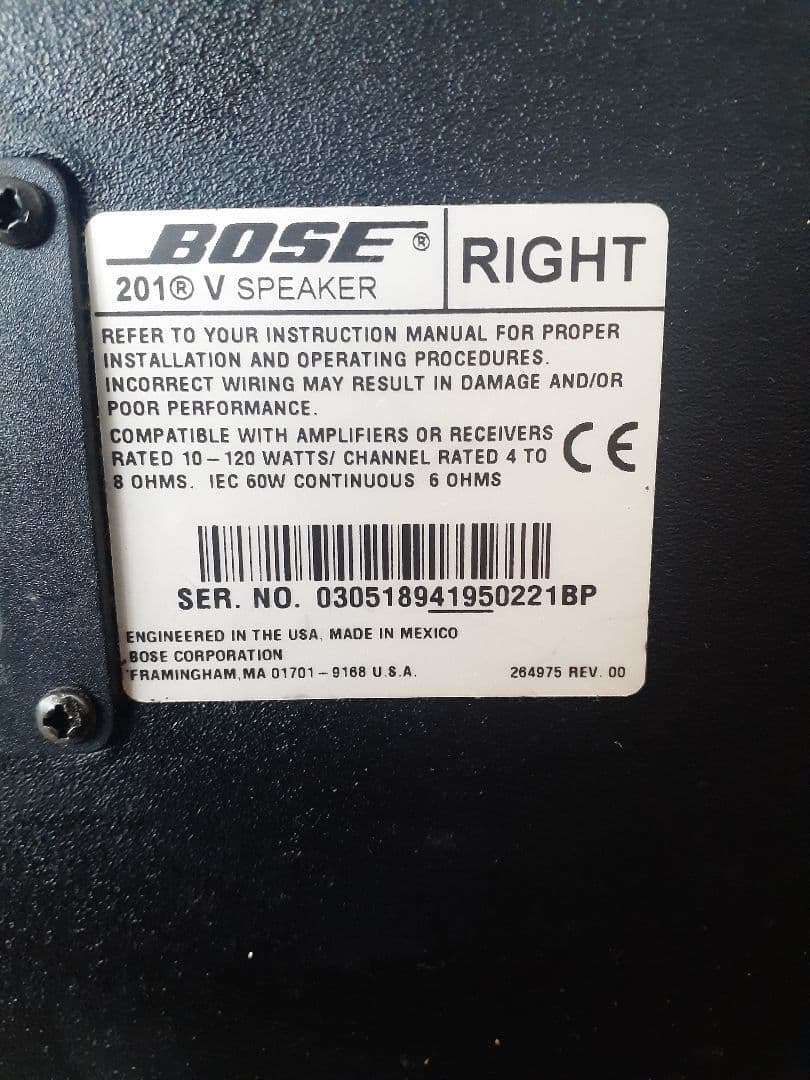 BOSE®
201® V SPEAKER
RIGHT
REFER TO YOUR INSTRUCTION MANUAL FOR PROPER
INSTALLATION AND OPERATING PROCEDURES.
INCORRECT WIRING MAY RESULT IN DAMAGE AND/OR
POOR PERFORMANCE.
COMPATIBLE WITH AMPLIFIERS OR RECEIVERS
RATED 10–120 WATTS/ CHANNEL RATED 4 TO
8 OHMS. IEC 60W CONTINUOUS 6 OHMS
CE
SER. NO. 030518941950221BP
ENGINEERED IN THE USA, MADE IN MEXICO
BOSE CORPORATION
FRAMINGHAM,MA 01701–9168 U.S.A.
264975 REV. 00